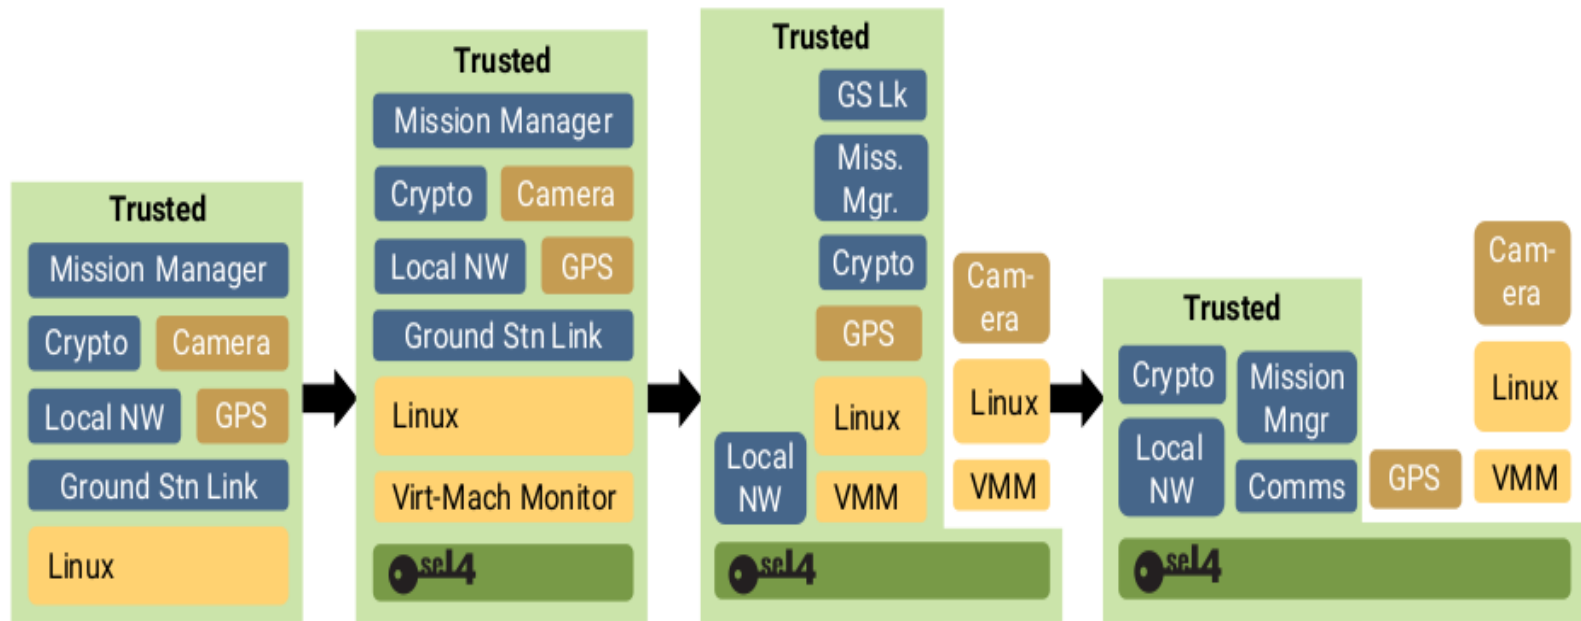 Trusted
Mission Manager
Crypto
Camera
Local NW
GPS
Ground Stn Link
Linux
Trusted
Mission Manager
Crypto
Camera
Local NW
GPS
Ground Stn Link
Linux
Virt-Mach Monitor
seL4
Trusted
GS Lk
Miss.
Mgr.
Crypto
GPS
Linux
VMM
Local
NW
Cam-
era
Linux
VMM
seL4
Trusted
Crypto
Mission
Mngr
Local
NW
Comms
GPS
Cam-
era
Linux
VMM
seL4